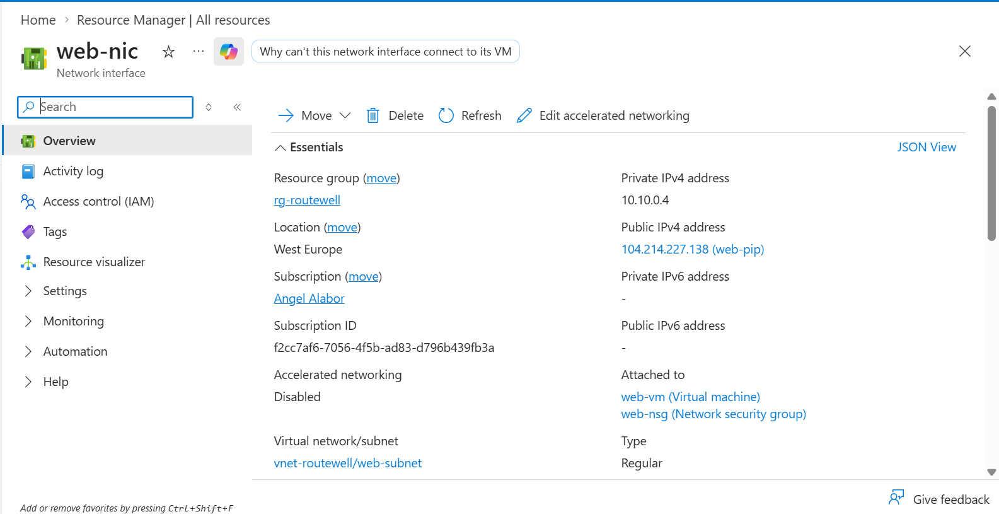 Home > Resource Manager | All resources
web-nic
Why can't this network interface connect to its VM
Network interface
Search
Overview
Activity log
Access control (IAM)
Tags
Resource visualizer
Settings
Monitoring
Automation
Help
Add or remove favorites by pressing Ctrl+Shift+F
Move
Delete
Refresh
Edit accelerated networking
Essentials
JSON View
Resource group (move)
rg-routewell
Location (move)
West Europe
Subscription (move)
Angel Alabor
Subscription ID
f2cc7af6-7056-4f5b-ad83-d796b439fb3a
Accelerated networking
Disabled
Virtual network/subnet
vnet-routewell/web-subnet
Private IPv4 address
10.10.0.4
Public IPv4 address
104.214.227.138 (web-pip)
Private IPv6 address
-
Public IPv6 address
-
Attached to
web-vm (Virtual machine)
web-nsg (Network security group)
Type
Regular
Give feedback